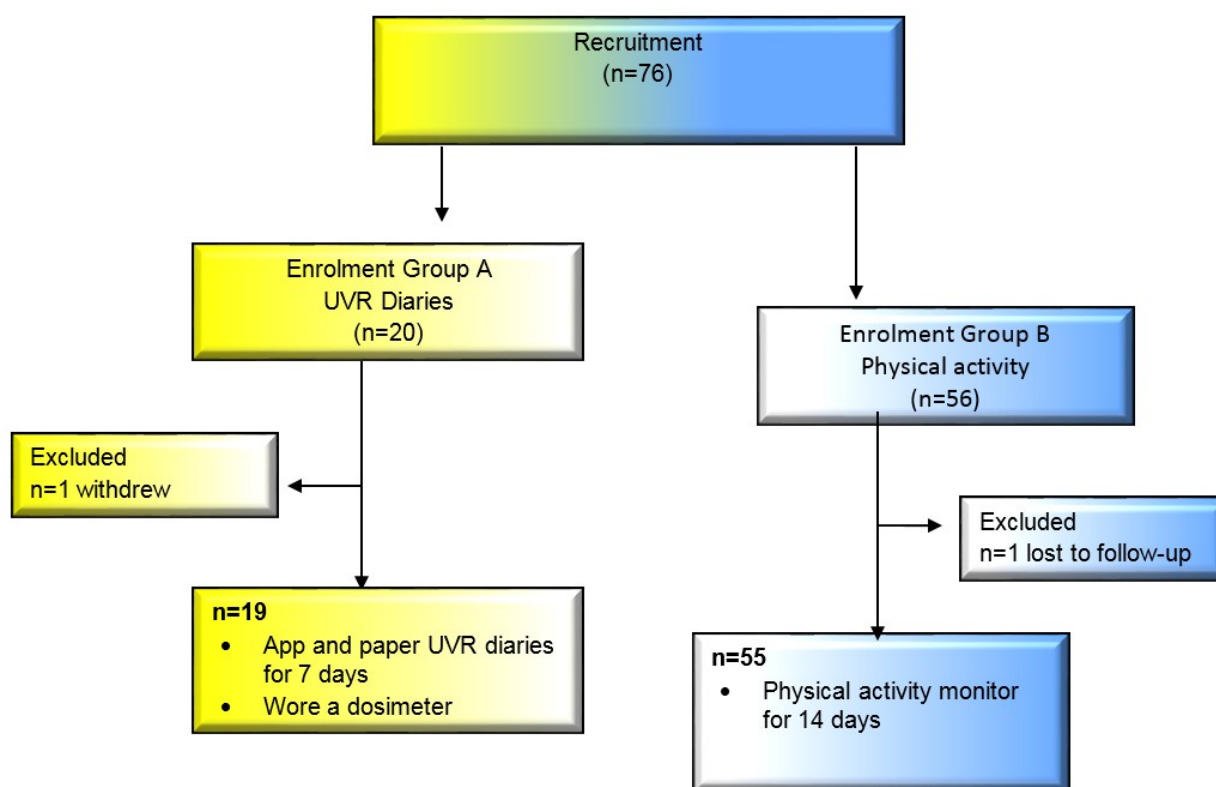 Recruitment
(n=76)
Enrolment Group A
UVR Diaries
(n=20)
Enrolment Group B
Physical activity
(n=56)
Excluded
n=1 withdrew
Excluded
n=1 lost to follow-up
n=19
• App and paper UVR diaries
for 7 days
• Wore a dosimeter
n=55
• Physical activity monitor
for 14 days